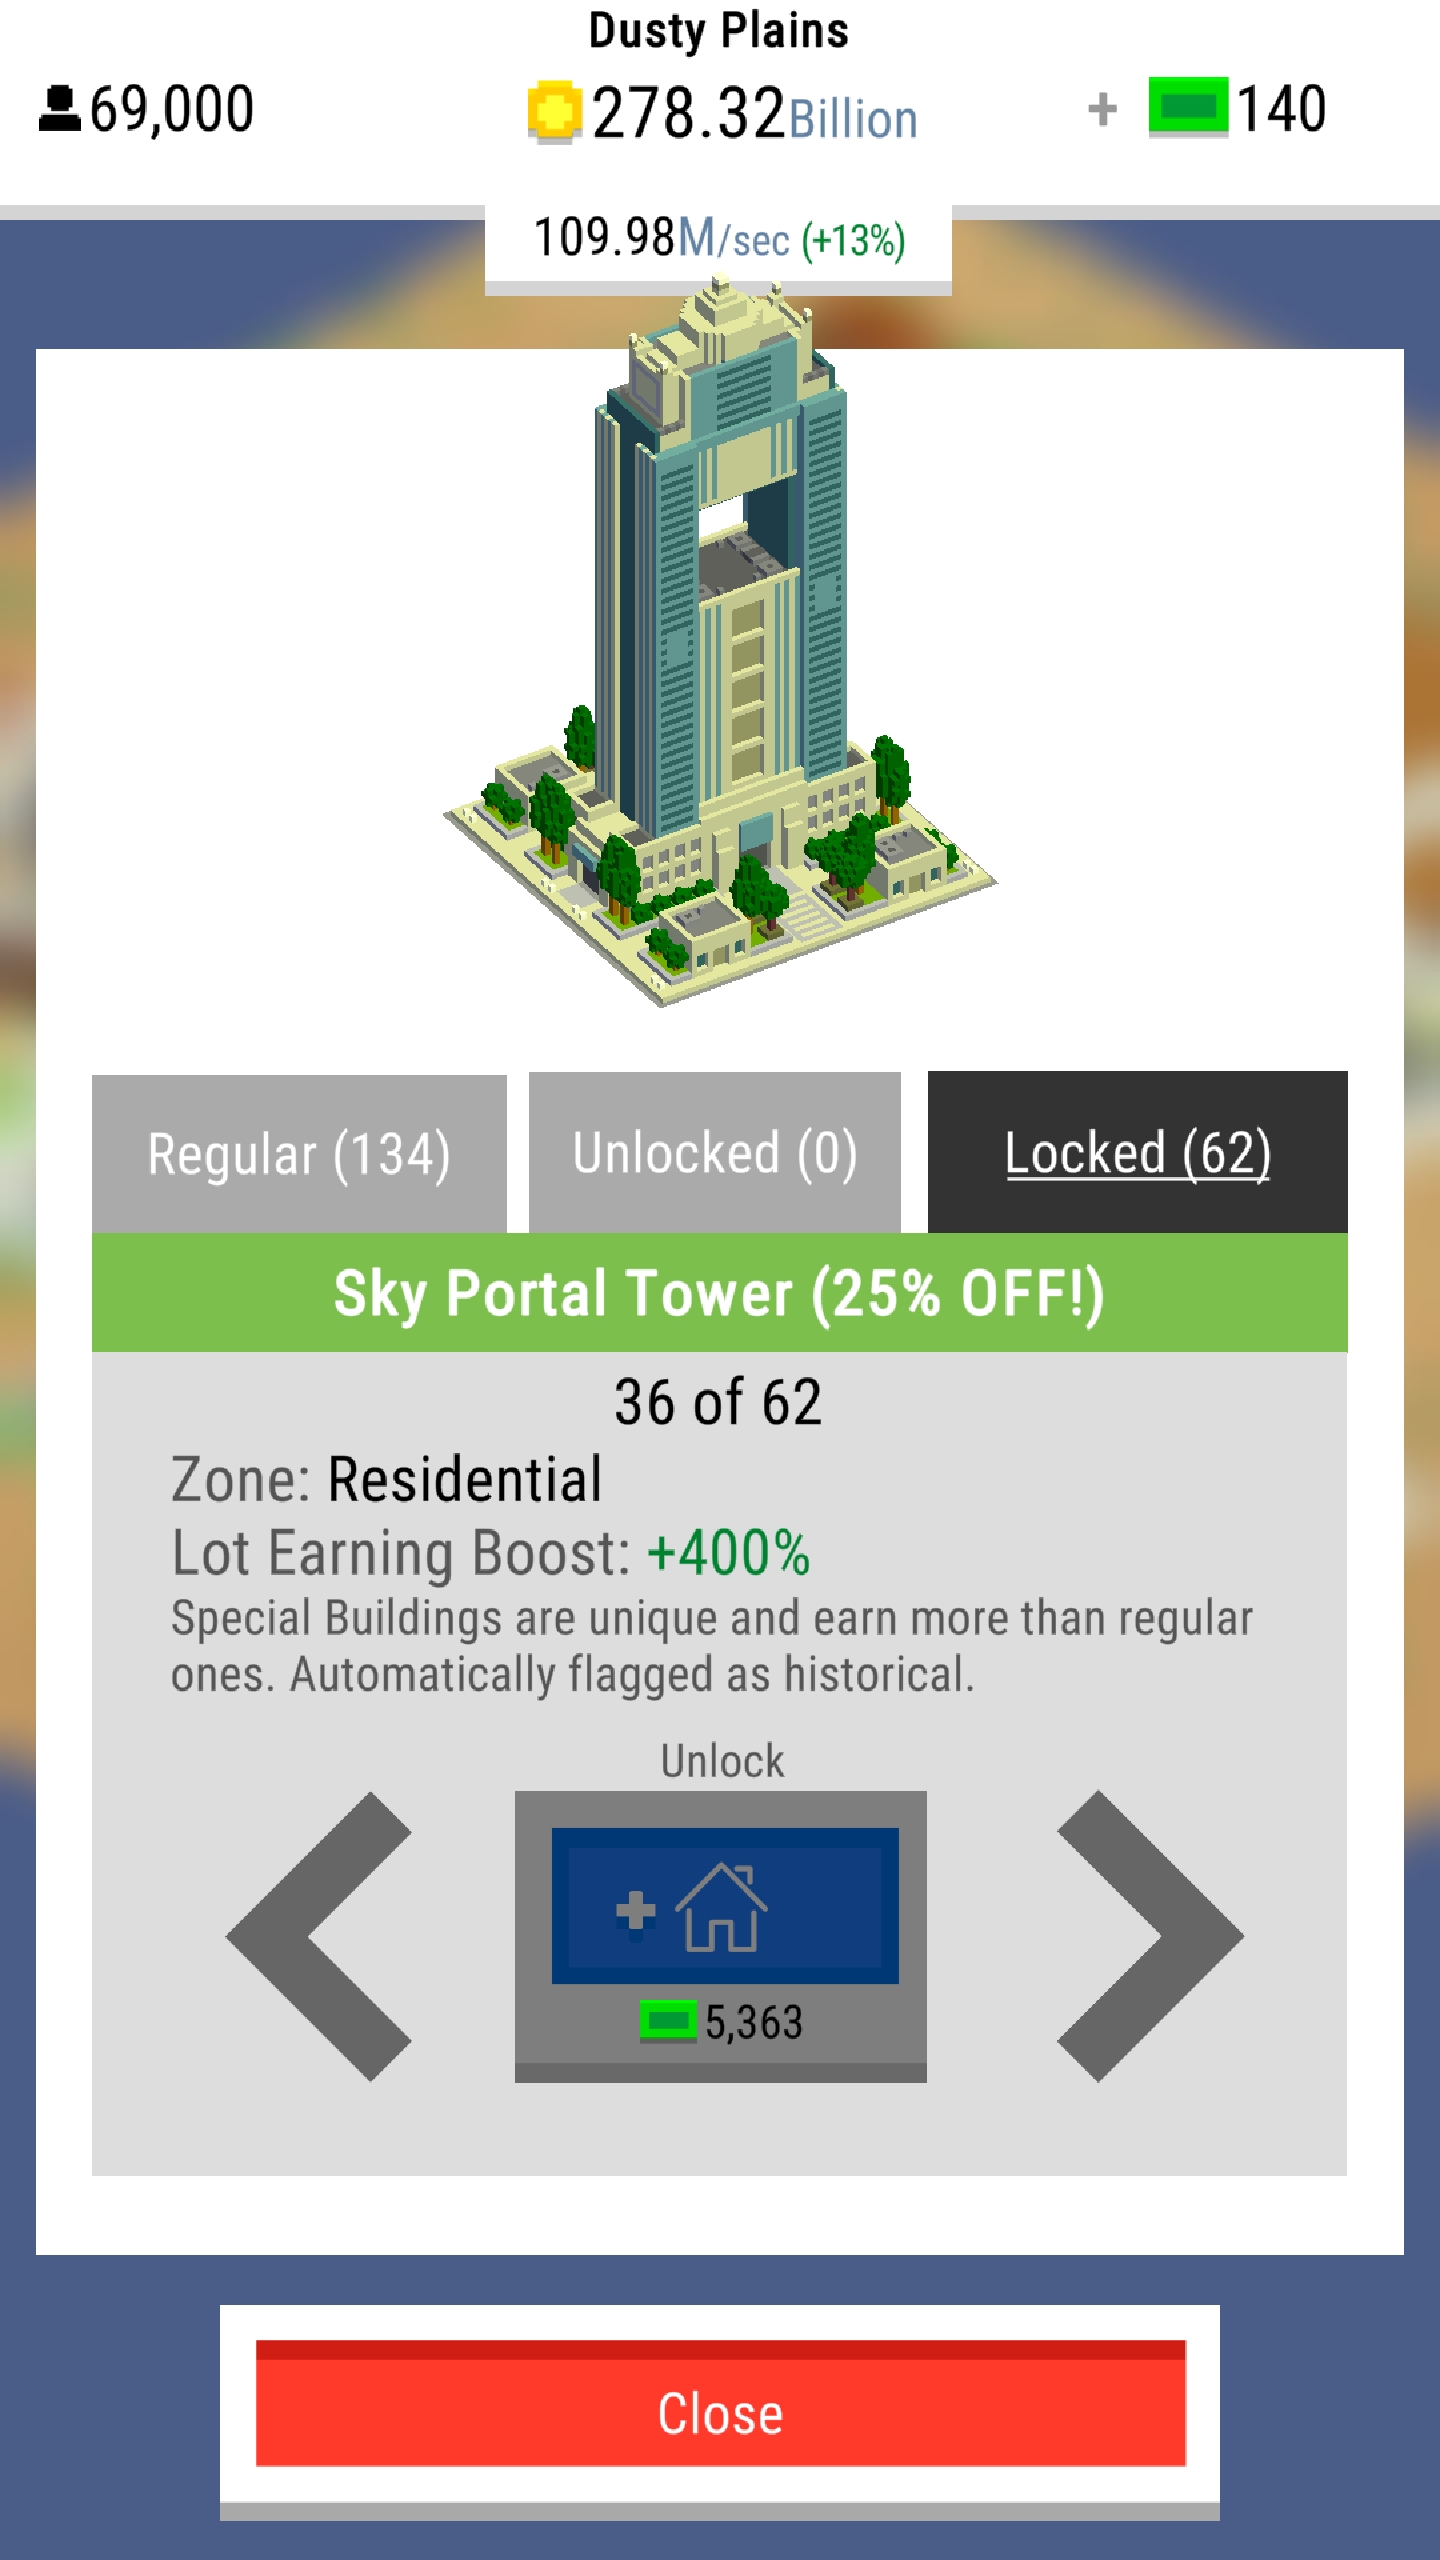 Dusty Plains
69,000
278.32Billion
+ 140
109.98M/sec (+13%)
Regular (134)
Unlocked (0)
Locked (62)
Sky Portal Tower (25% OFF!)
36 of 62
Zone: Residential
Lot Earning Boost: +400%
Special Buildings are unique and earn more than regular
ones. Automatically flagged as historical.
Unlock
5,363
Close